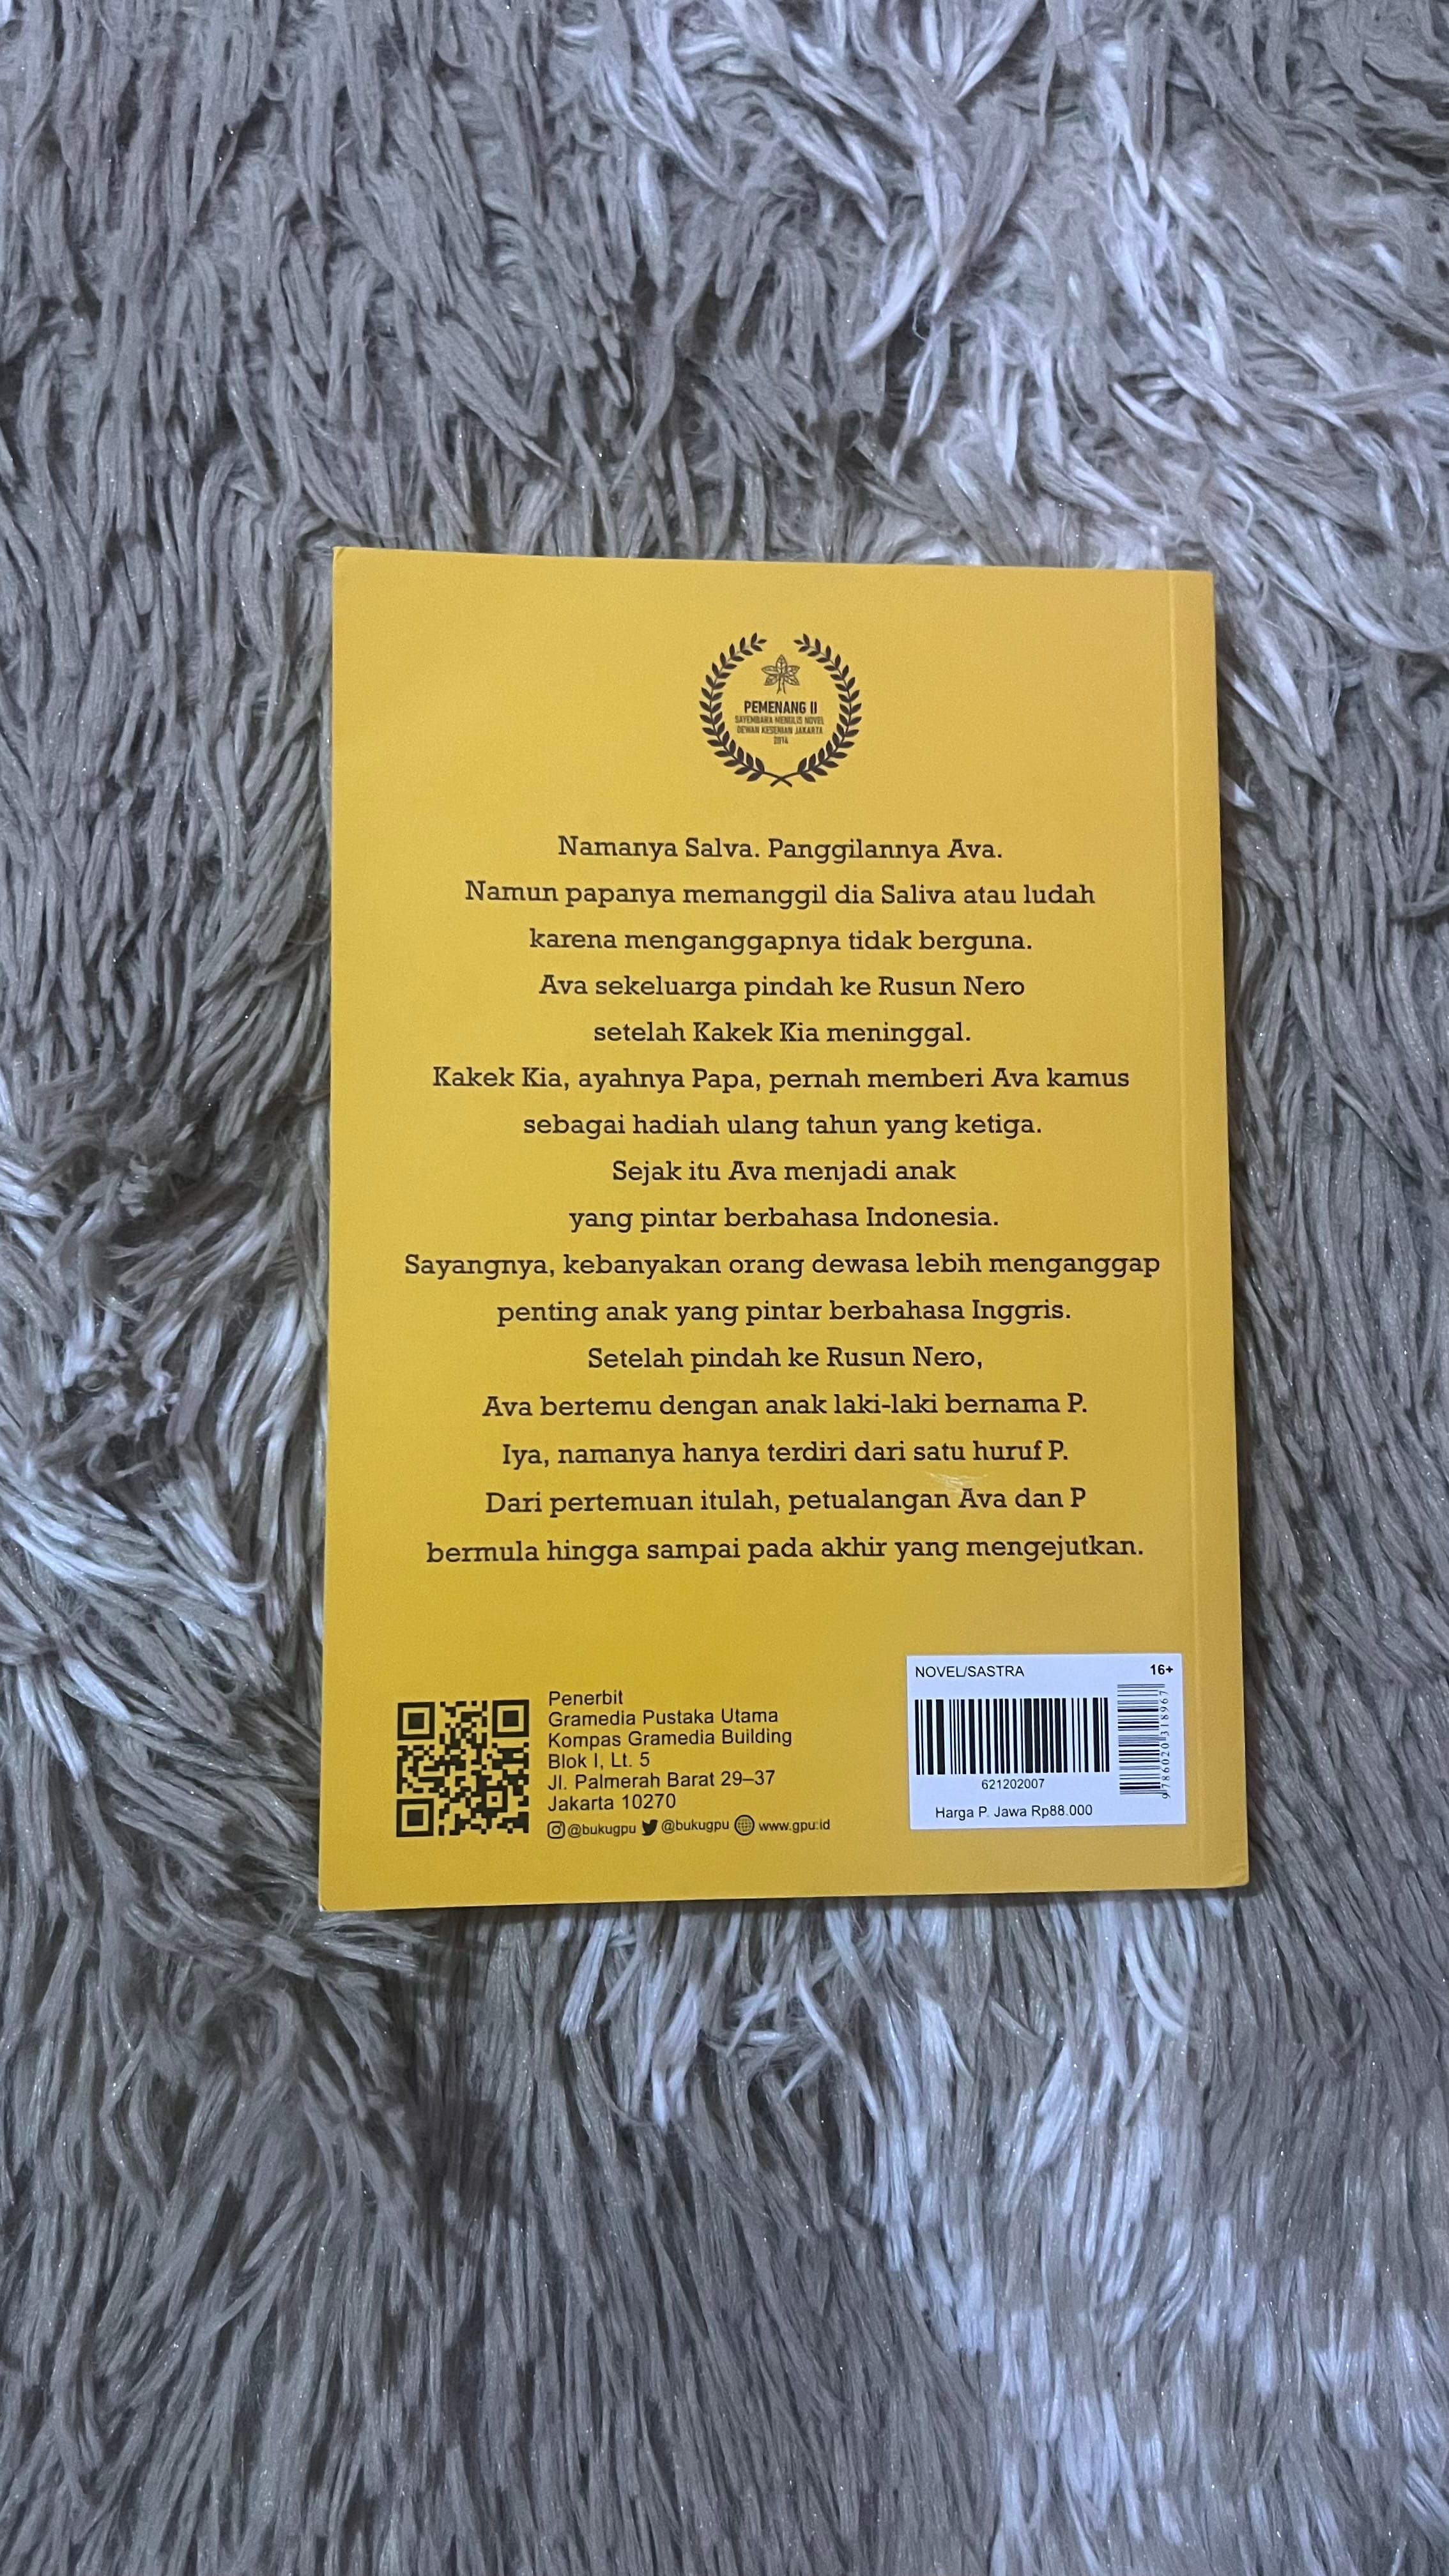 PEMENANG II
SAYEMBARA MENULIS NOVEL
DEWAN KESENIAN JAKARTA
2014
Namanya Salva. Panggilannya Ava.
Namun papanya memanggil dia Saliva atau ludah
karena menganggapnya tidak berguna.
Ava sekeluarga pindah ke Rusun Nero
setelah Kakek Kia meninggal.
Kakek Kia, ayahnya Papa, pernah memberi Ava kamus
sebagai hadiah ulang tahun yang ketiga.
Sejak itu Ava menjadi anak
yang pintar berbahasa Indonesia.
Sayangnya, kebanyakan orang dewasa lebih menganggap
penting anak yang pintar berbahasa Inggris.
Setelah pindah ke Rusun Nero,
Ava bertemu dengan anak laki-laki bernama P.
Iya, namanya hanya terdiri dari satu huruf P.
Dari pertemuan itulah, petualangan Ava dan P
bermula hingga sampai pada akhir yang mengejutkan.
Penerbit
Gramedia Pustaka Utama
Kompas Gramedia Building
Blok I, Lt. 5
Jl. Palmerah Barat 29–37
Jakarta 10270
@bukugpu @bukugpu www.gpu.id
NOVEL/SASTRA 16+
621202007
9786020318967
Harga P. Jawa Rp88.000